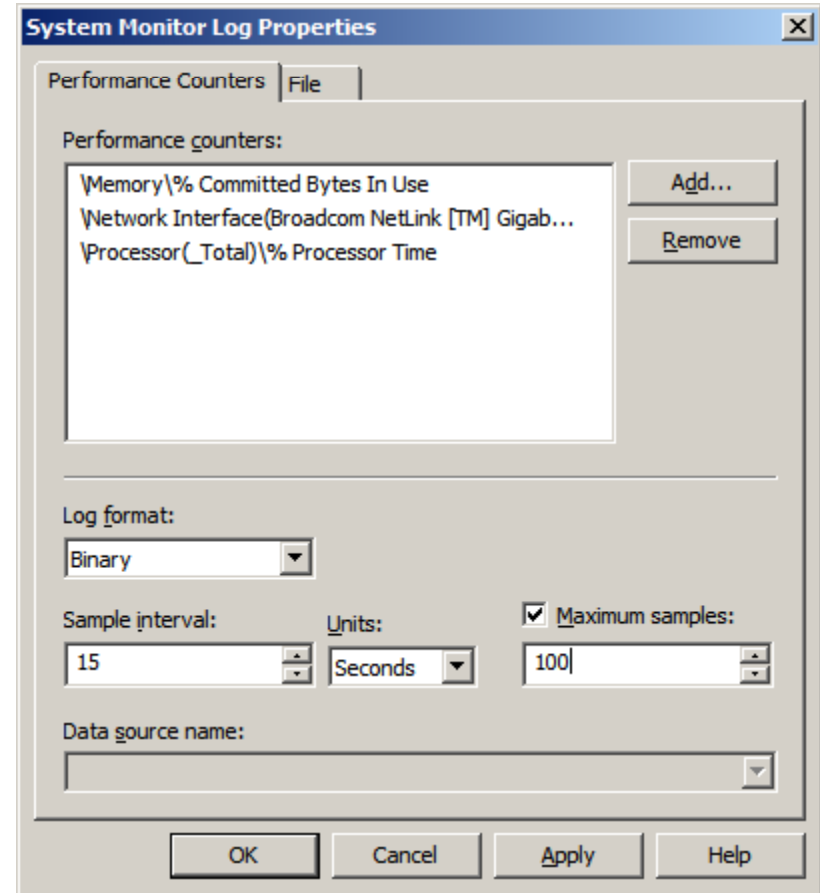 System Monitor Log Properties
Performance Counters
File
Performance counters:
\Memory\% Committed Bytes In Use
\Network Interface(Broadcom NetLink [TM] Gigab...
\Processor(_Total)\% Processor Time
Add...
Remove
Log format:
Binary
Sample interval:
Units:
Maximum samples:
15
Seconds
100
Data source name:
OK
Cancel
Apply
Help